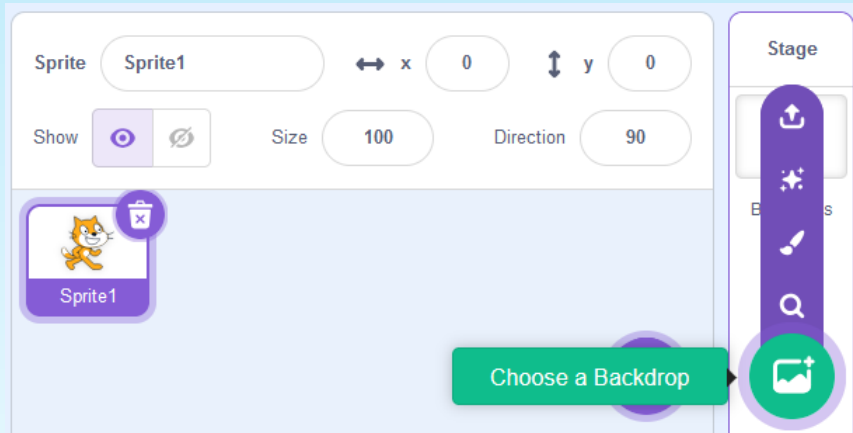 Sprite Sprite1 x 0 y 0 Stage
Show Size 100 Direction 90
Sprite1
Choose a Backdrop